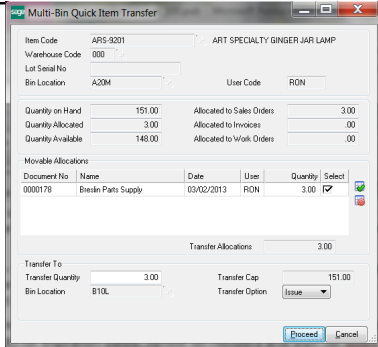 sage Multi-Bin Quick Item Transfer
Item Code ARS-9201 ART SPECIALTY GINGER JAR LAMP
Warehouse Code 000
Lot Serial No
Bin Location A20M User Code RON
Quantity on Hand 151.00 Allocated to Sales Orders 3.00
Quantity Allocated 3.00 Allocated to Invoices .00
Quantity Available 148.00 Allocated to Work Orders .00
Movable Allocations
Document No Name Date User Quantity Select
0000178 Breslin Parts Supply 03/02/2013 RON 3.00
Transfer Allocations 3.00
Transfer To
Transfer Quantity 3.00 Transfer Cap 151.00
Bin Location B10L Transfer Option Issue
Proceed Cancel